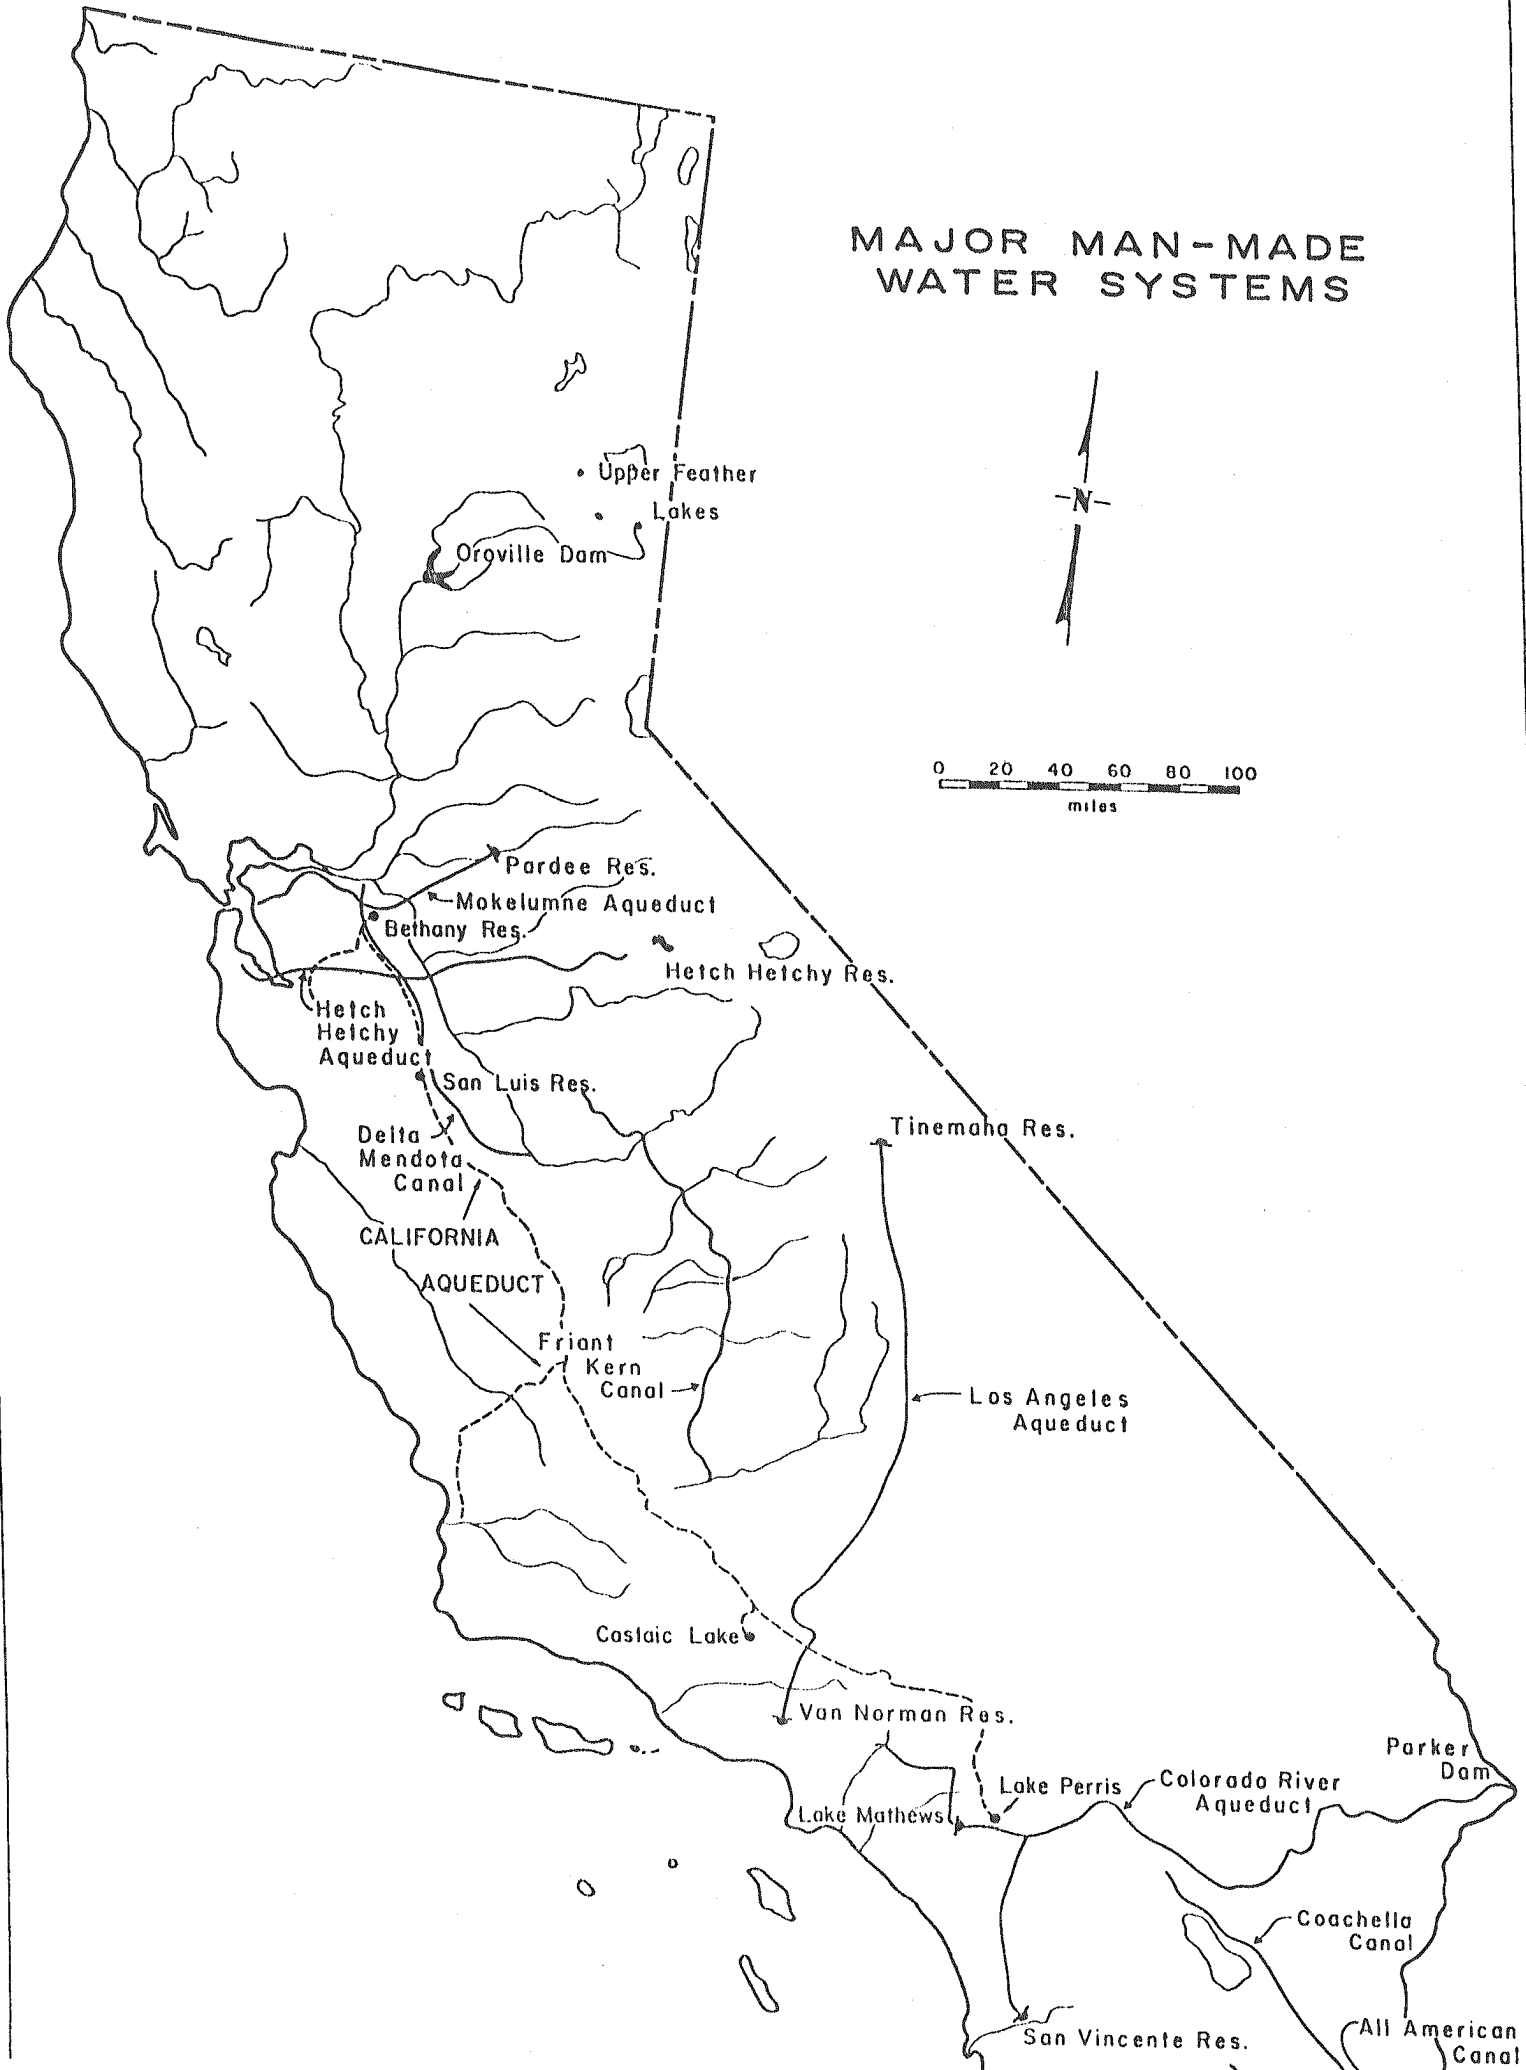 MAJOR MAN-MADE
WATER SYSTEMS
-N-
0 20 40 60 80 100
miles
Upper Feather
Lakes
Oroville Dam
Pardee Res.
Mokelumne Aqueduct
Bethany Res.
Hetch Hetchy Res.
Hetch
Hetchy
Aqueduct
San Luis Res.
Delta
Mendota
Canal
CALIFORNIA
AQUEDUCT
Tinemaha Res.
Friant
Kern
Canal
Los Angeles
Aqueduct
Castaic Lake
Van Norman Res.
Parker
Dam
Lake Perris
Colorado River
Aqueduct
Lake Mathews
Coachella
Canal
San Vincente Res.
All American
Canal